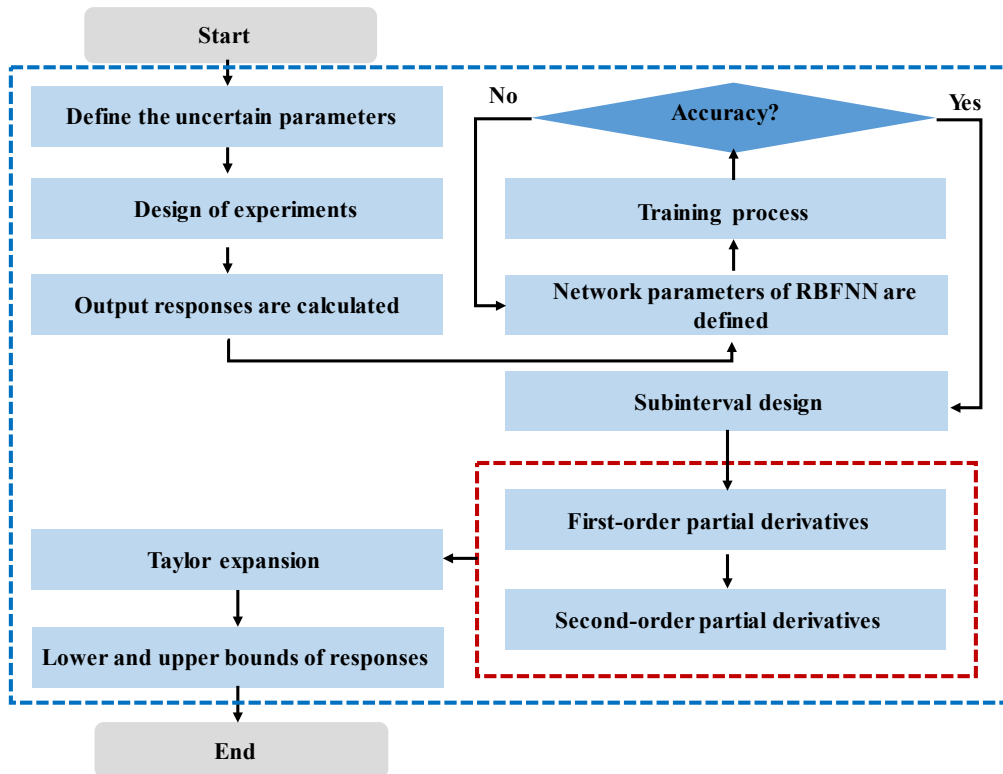 Start
Define the uncertain parameters
Design of experiments
Output responses are calculated
No
Accuracy?
Yes
Training process
Network parameters of RBFNN are
defined
Subinterval design
First-order partial derivatives
Second-order partial derivatives
Taylor expansion
Lower and upper bounds of responses
End